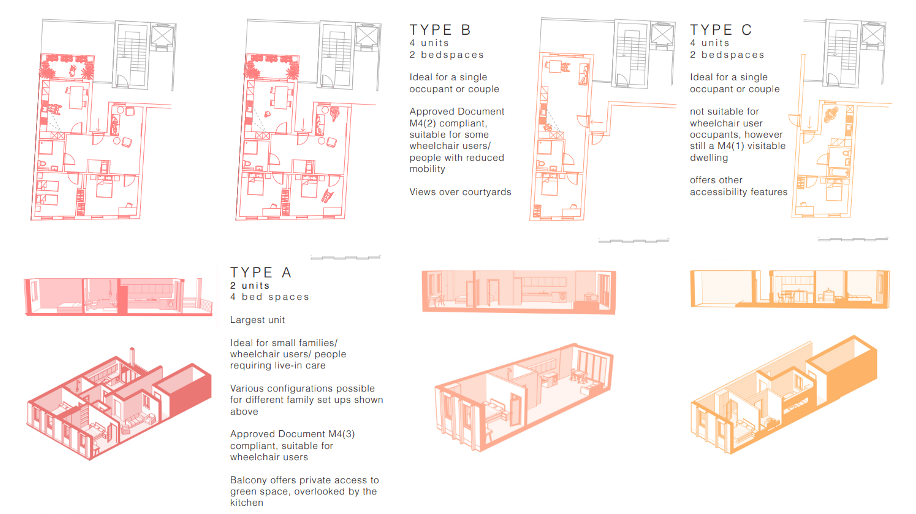 TYPE B
4 units
2 bedspaces
Ideal for a single
occupant or couple
Approved Document
M4(2) compliant,
suitable for some
wheelchair users/
people with reduced
mobility
Views over courtyards
TYPE C
4 units
2 bedspaces
Ideal for a single
occupant or couple
not suitable for
wheelchair user
occupants, however
still a M4(1) visitable
dwelling
offers other
accessibility features
TYPE A
2 units
4 bed spaces
Largest unit
Ideal for small families/
wheelchair users/ people
requiring live-in care
Various configurations possible
for different family set ups shown
above
Approved Document M4(3)
compliant, suitable for
wheelchair users
Balcony offers private access to
green space, overlooked by the
kitchen